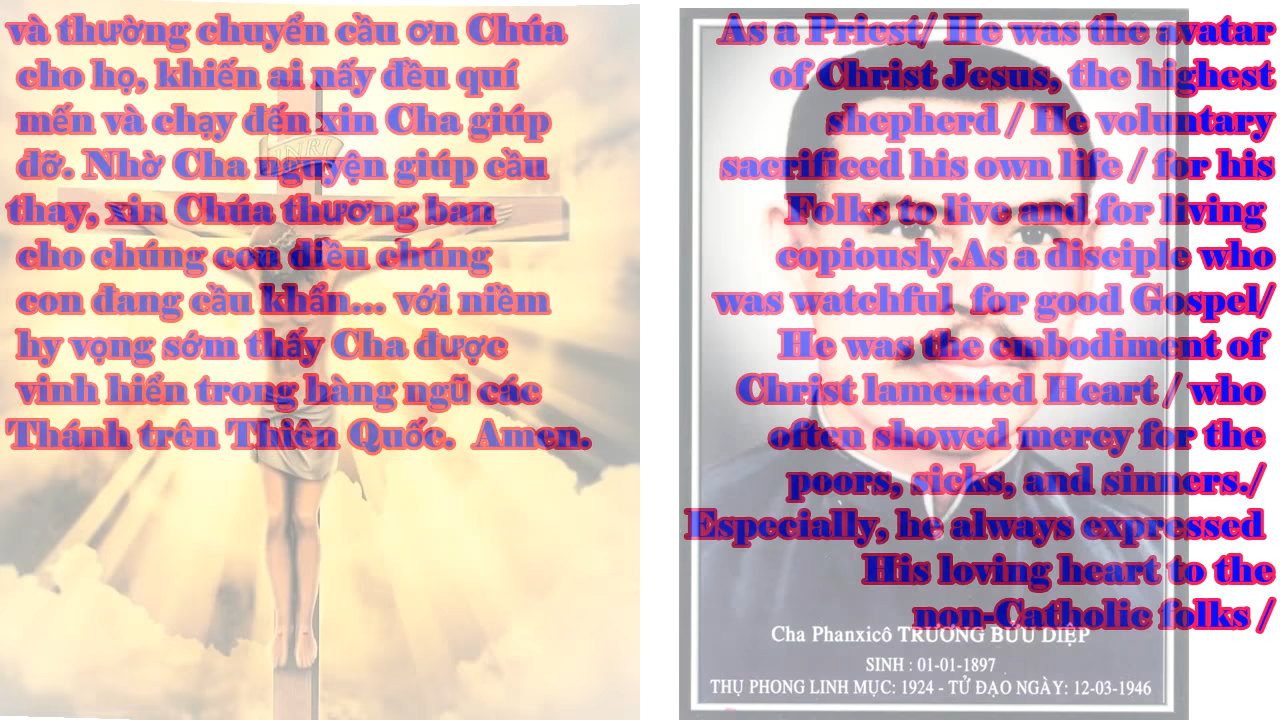 và thường chuyển cầu ơn Chúa
cho họ, khiến ai nấy đều quí
mến và chạy đến xin Cha giúp
đỡ. Nhờ Cha nguyện giúp cầu
thay, xin Chúa thương ban
cho chúng con điều chúng
con đang cầu khẩn... với niềm
hy vọng sớm thấy Cha được
vinh hiển trong hàng ngũ các
Thánh trên Thiên Quốc. Amen.
INRI
As a Priest/ He was the avatar
of Christ Jesus, the highest
shepherd / He voluntary
sacrificed his own life / for his
Folks to live and for living
copiously.As a disciple who
was watchful for good Gospel/
He was the embodiment of
Christ lamented Heart / who
often showed mercy for the
poors, sicks, and sinners./
Especially, he always expressed
His loving heart to the
non-Catholic folks /
Cha Phanxicô TRƯƠNG BỬU DIỆP
SINH : 01-01-1897
THỤ PHONG LINH MỤC: 1924 - TỬ ĐẠO NGÀY: 12-03-1946